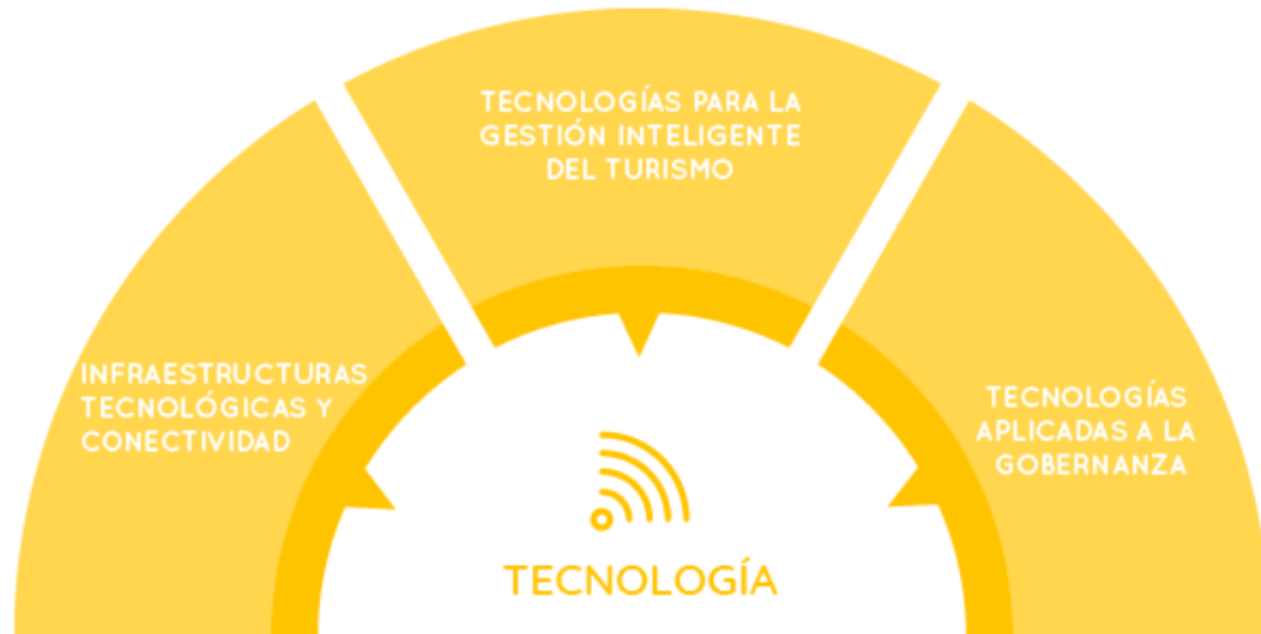 TECNOLOGÍAS PARA LA
GESTIÓN INTELIGENTE
DEL TURISMO
INFRAESTRUCTURAS
TECNOLÓGICAS Y
CONECTIVIDAD
TECNOLOGÍAS
APLICADAS A LA
GOBERNANZA
TECNOLOGÍA